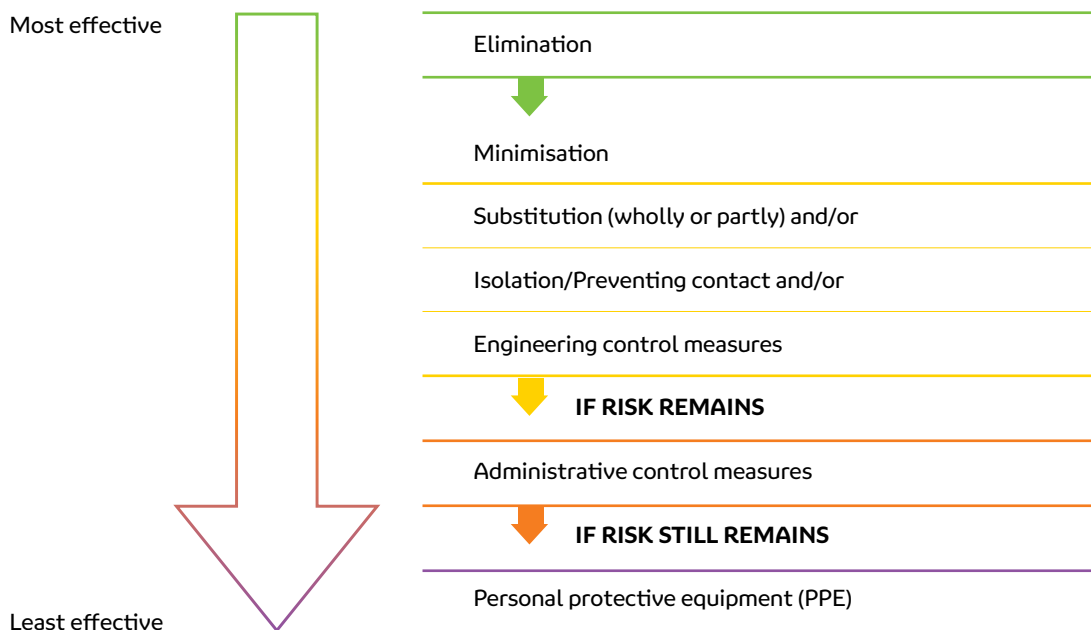 Most effective
Elimination
Minimisation
Substitution (wholly or partly) and/or
Isolation/Preventing contact and/or
Engineering control measures
IF RISK REMAINS
Administrative control measures
IF RISK STILL REMAINS
Personal protective equipment (PPE)
Least effective